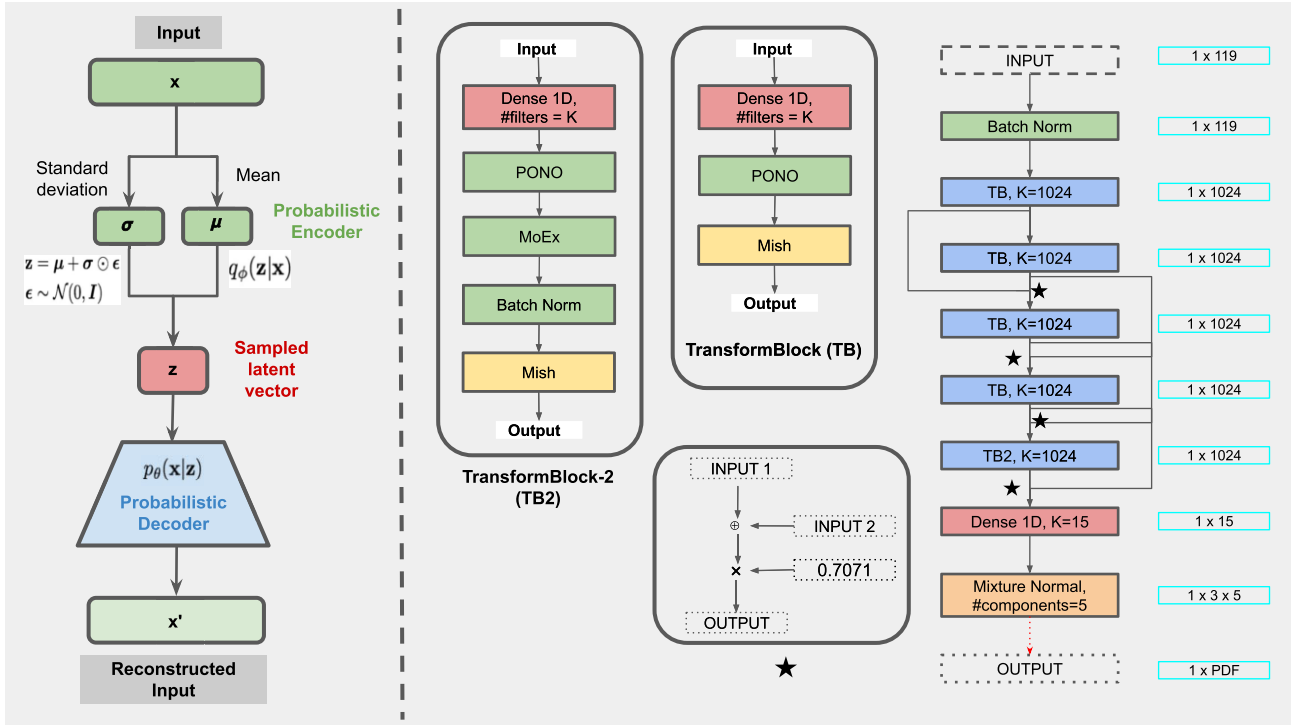 Input
x
Standard
deviation
Mean
σ
μ
Probabilistic
Encoder
z = μ + σ ⊙ ϵ
ϵ ∼ 𝒩(0, I)
qϕ(z|x)
z
Sampled
latent
vector
pθ(x|z)
Probabilistic
Decoder
x'
Reconstructed
Input
Input
Dense 1D,
#filters = K
PONO
MoEx
Batch Norm
Mish
Output
TransformBlock-2
(TB2)
Input
Dense 1D,
#filters = K
PONO
Mish
Output
TransformBlock (TB)
INPUT 1
⊕
INPUT 2
×
0.7071
OUTPUT
★
INPUT
1 x 119
Batch Norm
1 x 119
TB, K=1024
1 x 1024
TB, K=1024
1 x 1024
★
TB, K=1024
1 x 1024
★
TB, K=1024
1 x 1024
★
TB2, K=1024
1 x 1024
★
Dense 1D, K=15
1 x 15
Mixture Normal,
#components=5
1 x 3 x 5
OUTPUT
1 x PDF